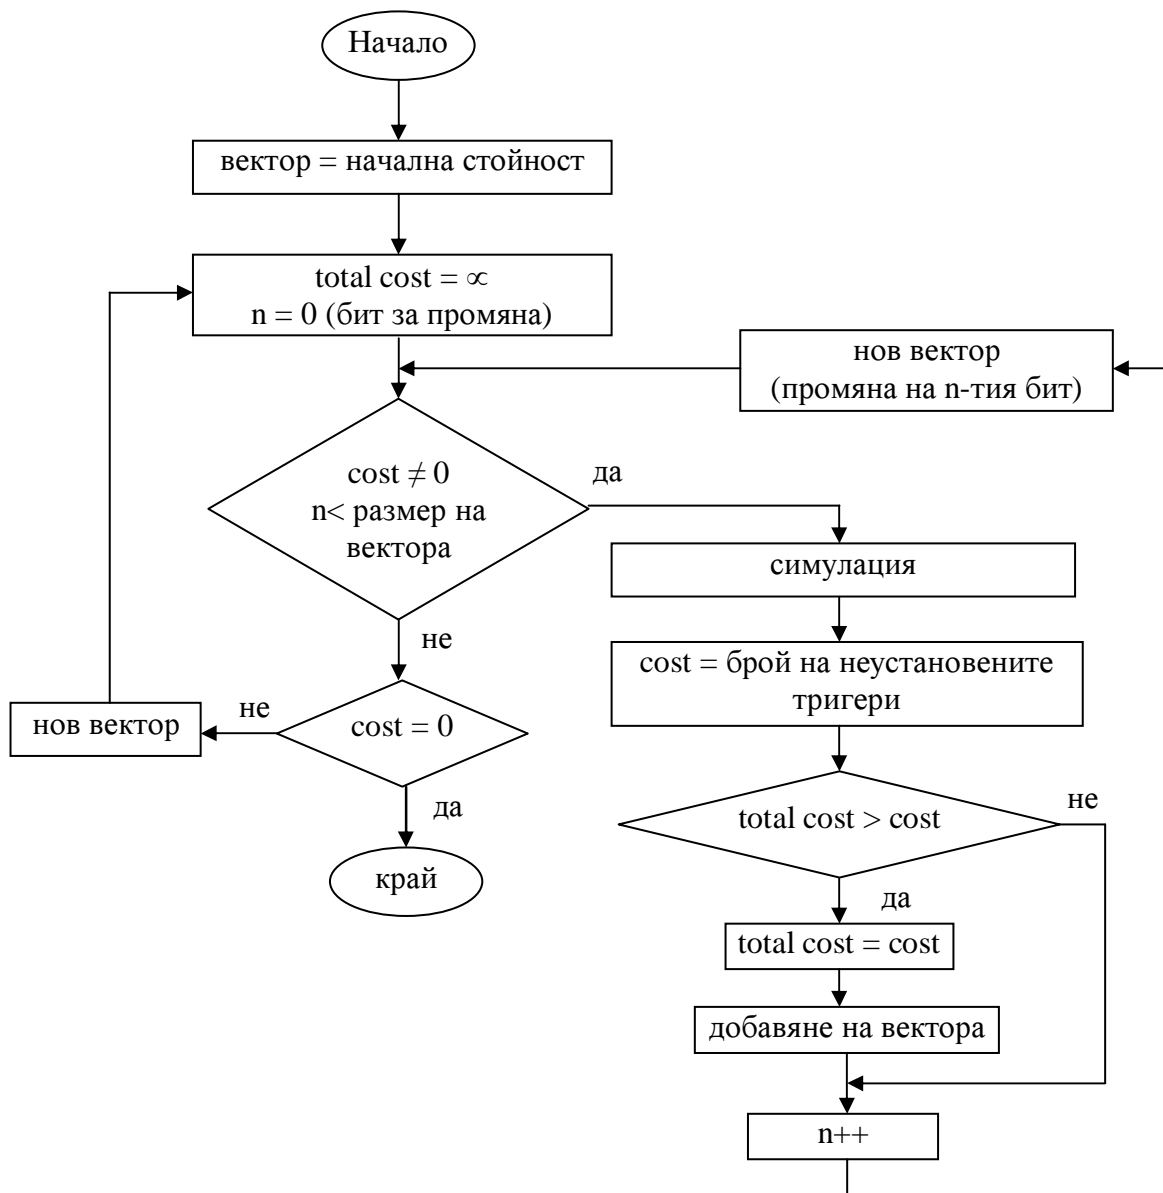 Начало
вектор = начална стойност
total cost = ∝
n = 0 (бит за промяна)
нов вектор
(промяна на n-тия бит)
cost ≠ 0
n< размер на
вектора
да
симулация
не
cost = брой на неустановените
тригери
нов вектор
не
cost = 0
да
total cost > cost
не
край
да
total cost = cost
добавяне на вектора
n++